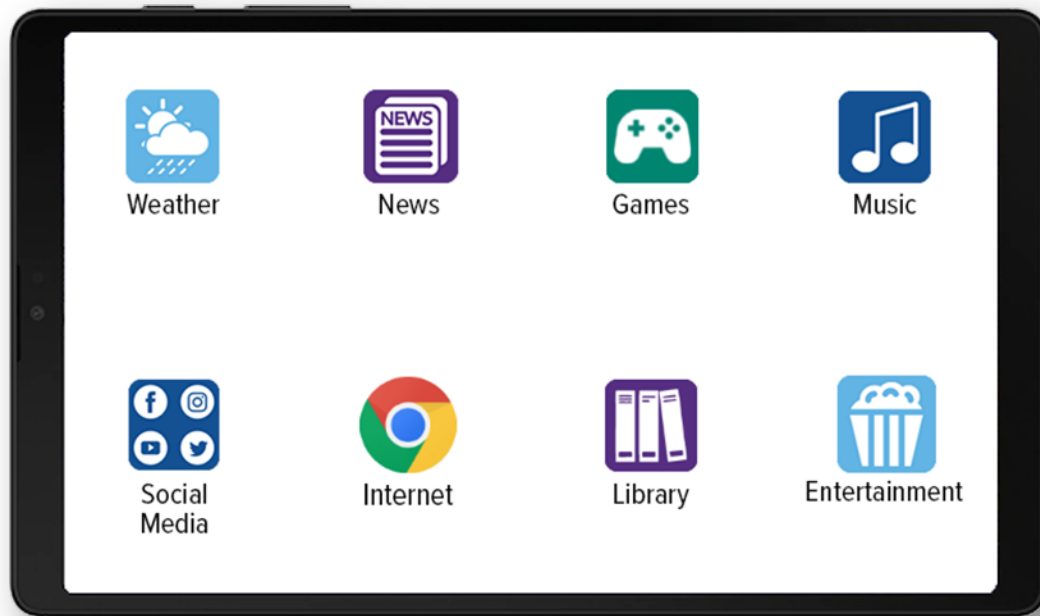 NEWS
Weather
News
Games
Music
f
Social
Media
Internet
Library
Entertainment